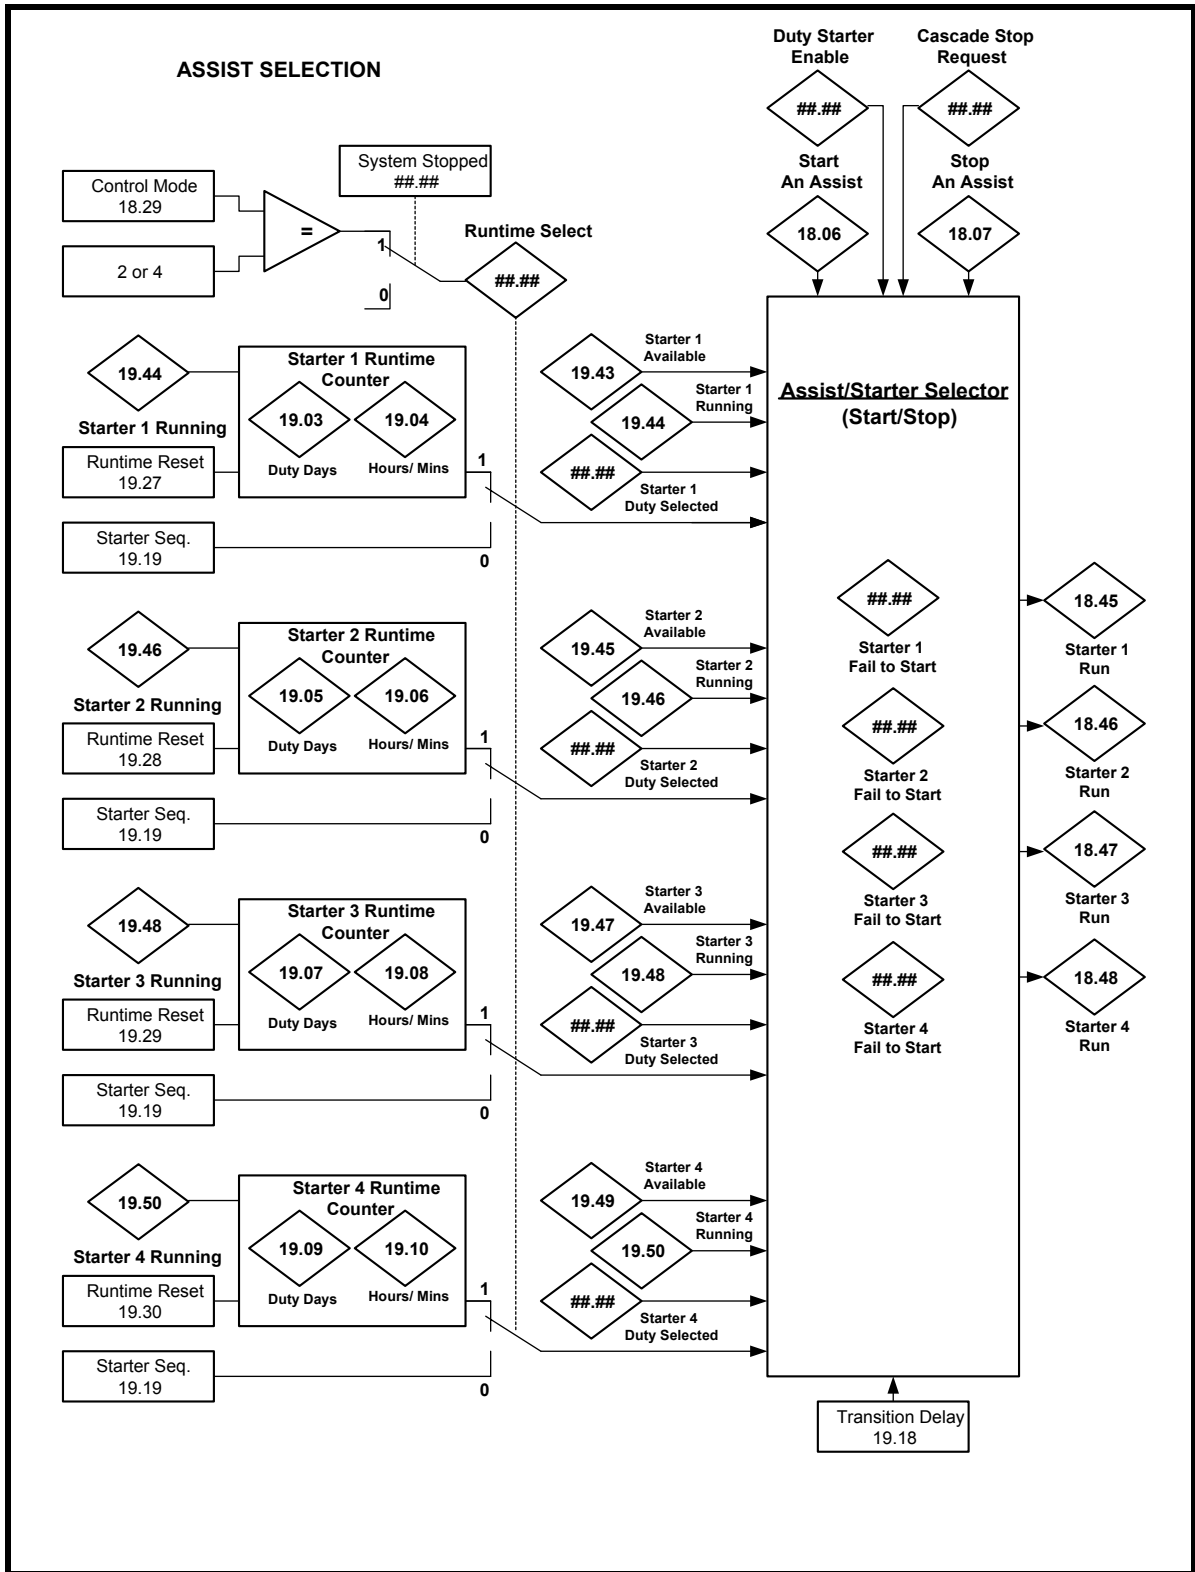 ASSIST SELECTION
Duty Starter
Enable
##.##
Cascade Stop
Request
##.##
Start
An Assist
18.06
Stop
An Assist
18.07
Control Mode
18.29
2 or 4
=
System Stopped
##.##
1
0
Runtime Select
##.##
19.44
Starter 1 Running
Runtime Reset
19.27
Starter Seq.
19.19
Starter 1 Runtime
Counter
19.03
19.04
Duty Days
Hours/ Mins
1
0
19.43
Starter 1
Available
19.44
Starter 1
Running
##.##
Starter 1
Duty Selected
Assist/Starter Selector
(Start/Stop)
19.46
Starter 2 Running
Runtime Reset
19.28
Starter Seq.
19.19
Starter 2 Runtime
Counter
19.05
19.06
Duty Days
Hours/ Mins
1
0
19.45
Starter 2
Available
19.46
Starter 2
Running
##.##
Starter 2
Duty Selected
##.##
Starter 1
Fail to Start
18.45
Starter 1
Run
##.##
Starter 2
Fail to Start
18.46
Starter 2
Run
##.##
Starter 3
Fail to Start
18.47
Starter 3
Run
##.##
Starter 4
Fail to Start
18.48
Starter 4
Run
19.48
Starter 3 Running
Runtime Reset
19.29
Starter Seq.
19.19
Starter 3 Runtime
Counter
19.07
19.08
Duty Days
Hours/ Mins
1
0
19.47
Starter 3
Available
19.48
Starter 3
Running
##.##
Starter 3
Duty Selected
19.50
Starter 4 Running
Runtime Reset
19.30
Starter Seq.
19.19
Starter 4 Runtime
Counter
19.09
19.10
Duty Days
Hours/ Mins
1
0
19.49
Starter 4
Available
19.50
Starter 4
Running
##.##
Starter 4
Duty Selected
Transition Delay
19.18